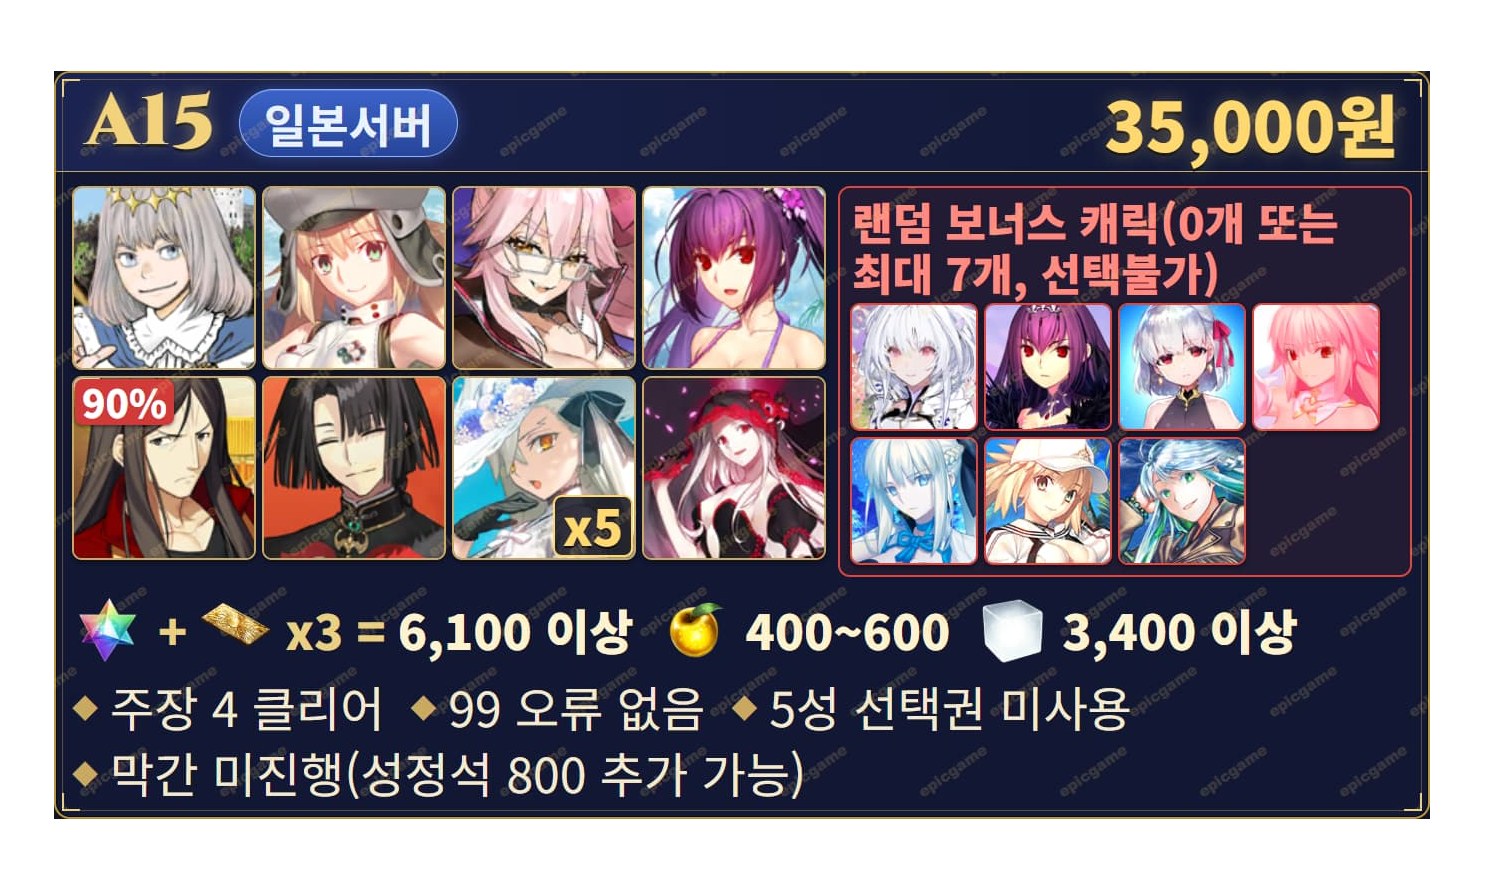 A15 일본서버 35,000원
랜덤 보너스 캐릭(0개 또는
최대 7개, 선택불가)
90%
x5
+ x3 = 6,100 이상 400~600 3,400 이상
◆ 주장 4 클리어 ◆ 99 오류 없음 ◆ 5성 선택권 미사용
◆ 막간 미진행(성정석 800 추가 가능)
epicgame